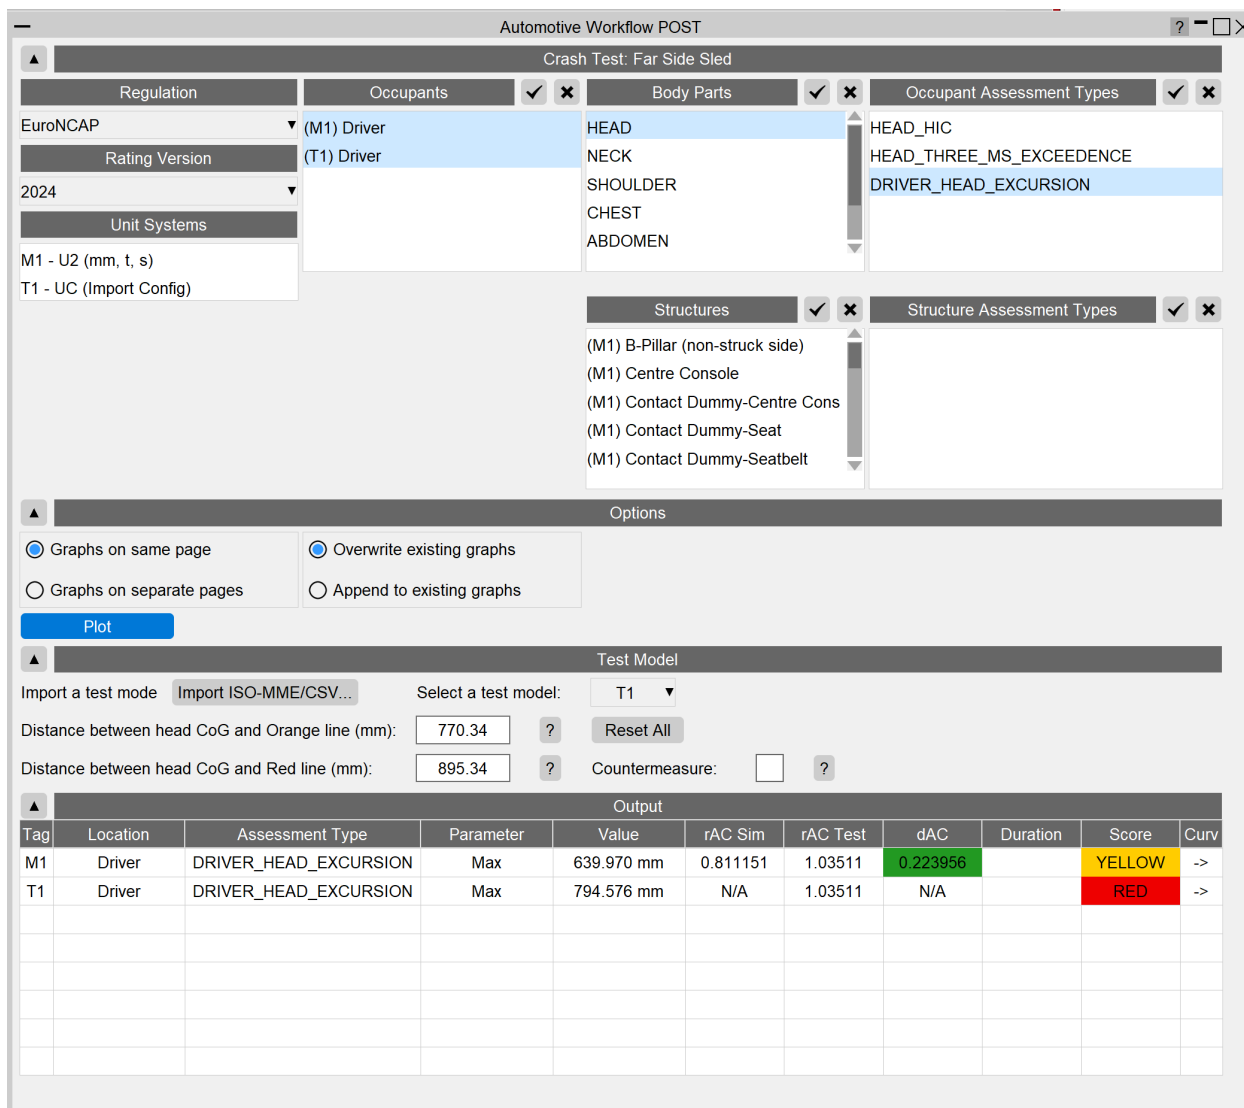 Automotive Workflow POST
?
Crash Test: Far Side Sled
Regulation
Occupants
Body Parts
Occupant Assessment Types
EuroNCAP
(M1) Driver
HEAD
HEAD_HIC
Rating Version
(T1) Driver
NECK
HEAD_THREE_MS_EXCEEDENCE
2024
SHOULDER
DRIVER_HEAD_EXCURSION
Unit Systems
CHEST
M1 - U2 (mm, t, s)
ABDOMEN
T1 - UC (Import Config)
Structures
Structure Assessment Types
(M1) B-Pillar (non-struck side)
(M1) Centre Console
(M1) Contact Dummy-Centre Cons
(M1) Contact Dummy-Seat
(M1) Contact Dummy-Seatbelt
Options
Graphs on same page
Overwrite existing graphs
Graphs on separate pages
Append to existing graphs
Plot
Test Model
Import a test mode Import ISO-MME/CSV... Select a test model: T1
Distance between head CoG and Orange line (mm): 770.34 ? Reset All
Distance between head CoG and Red line (mm): 895.34 ? Countermeasure: ?
Output
Tag Location Assessment Type Parameter Value rAC Sim rAC Test dAC Duration Score Curv
M1 Driver DRIVER_HEAD_EXCURSION Max 639.970 mm 0.811151 1.03511 0.223956 YELLOW ->
T1 Driver DRIVER_HEAD_EXCURSION Max 794.576 mm N/A 1.03511 N/A RED ->